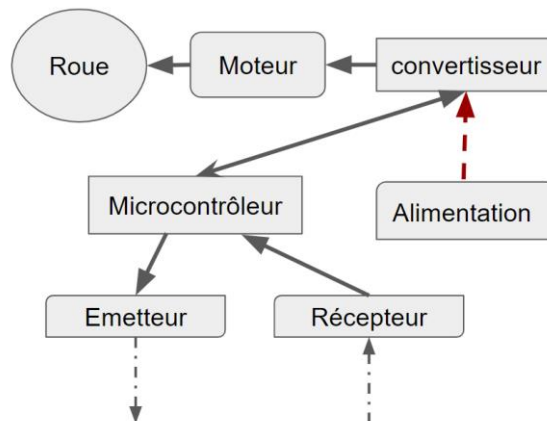 Roue
Moteur
convertisseur
Microcontrôleur
Alimentation
Emetteur
Récepteur